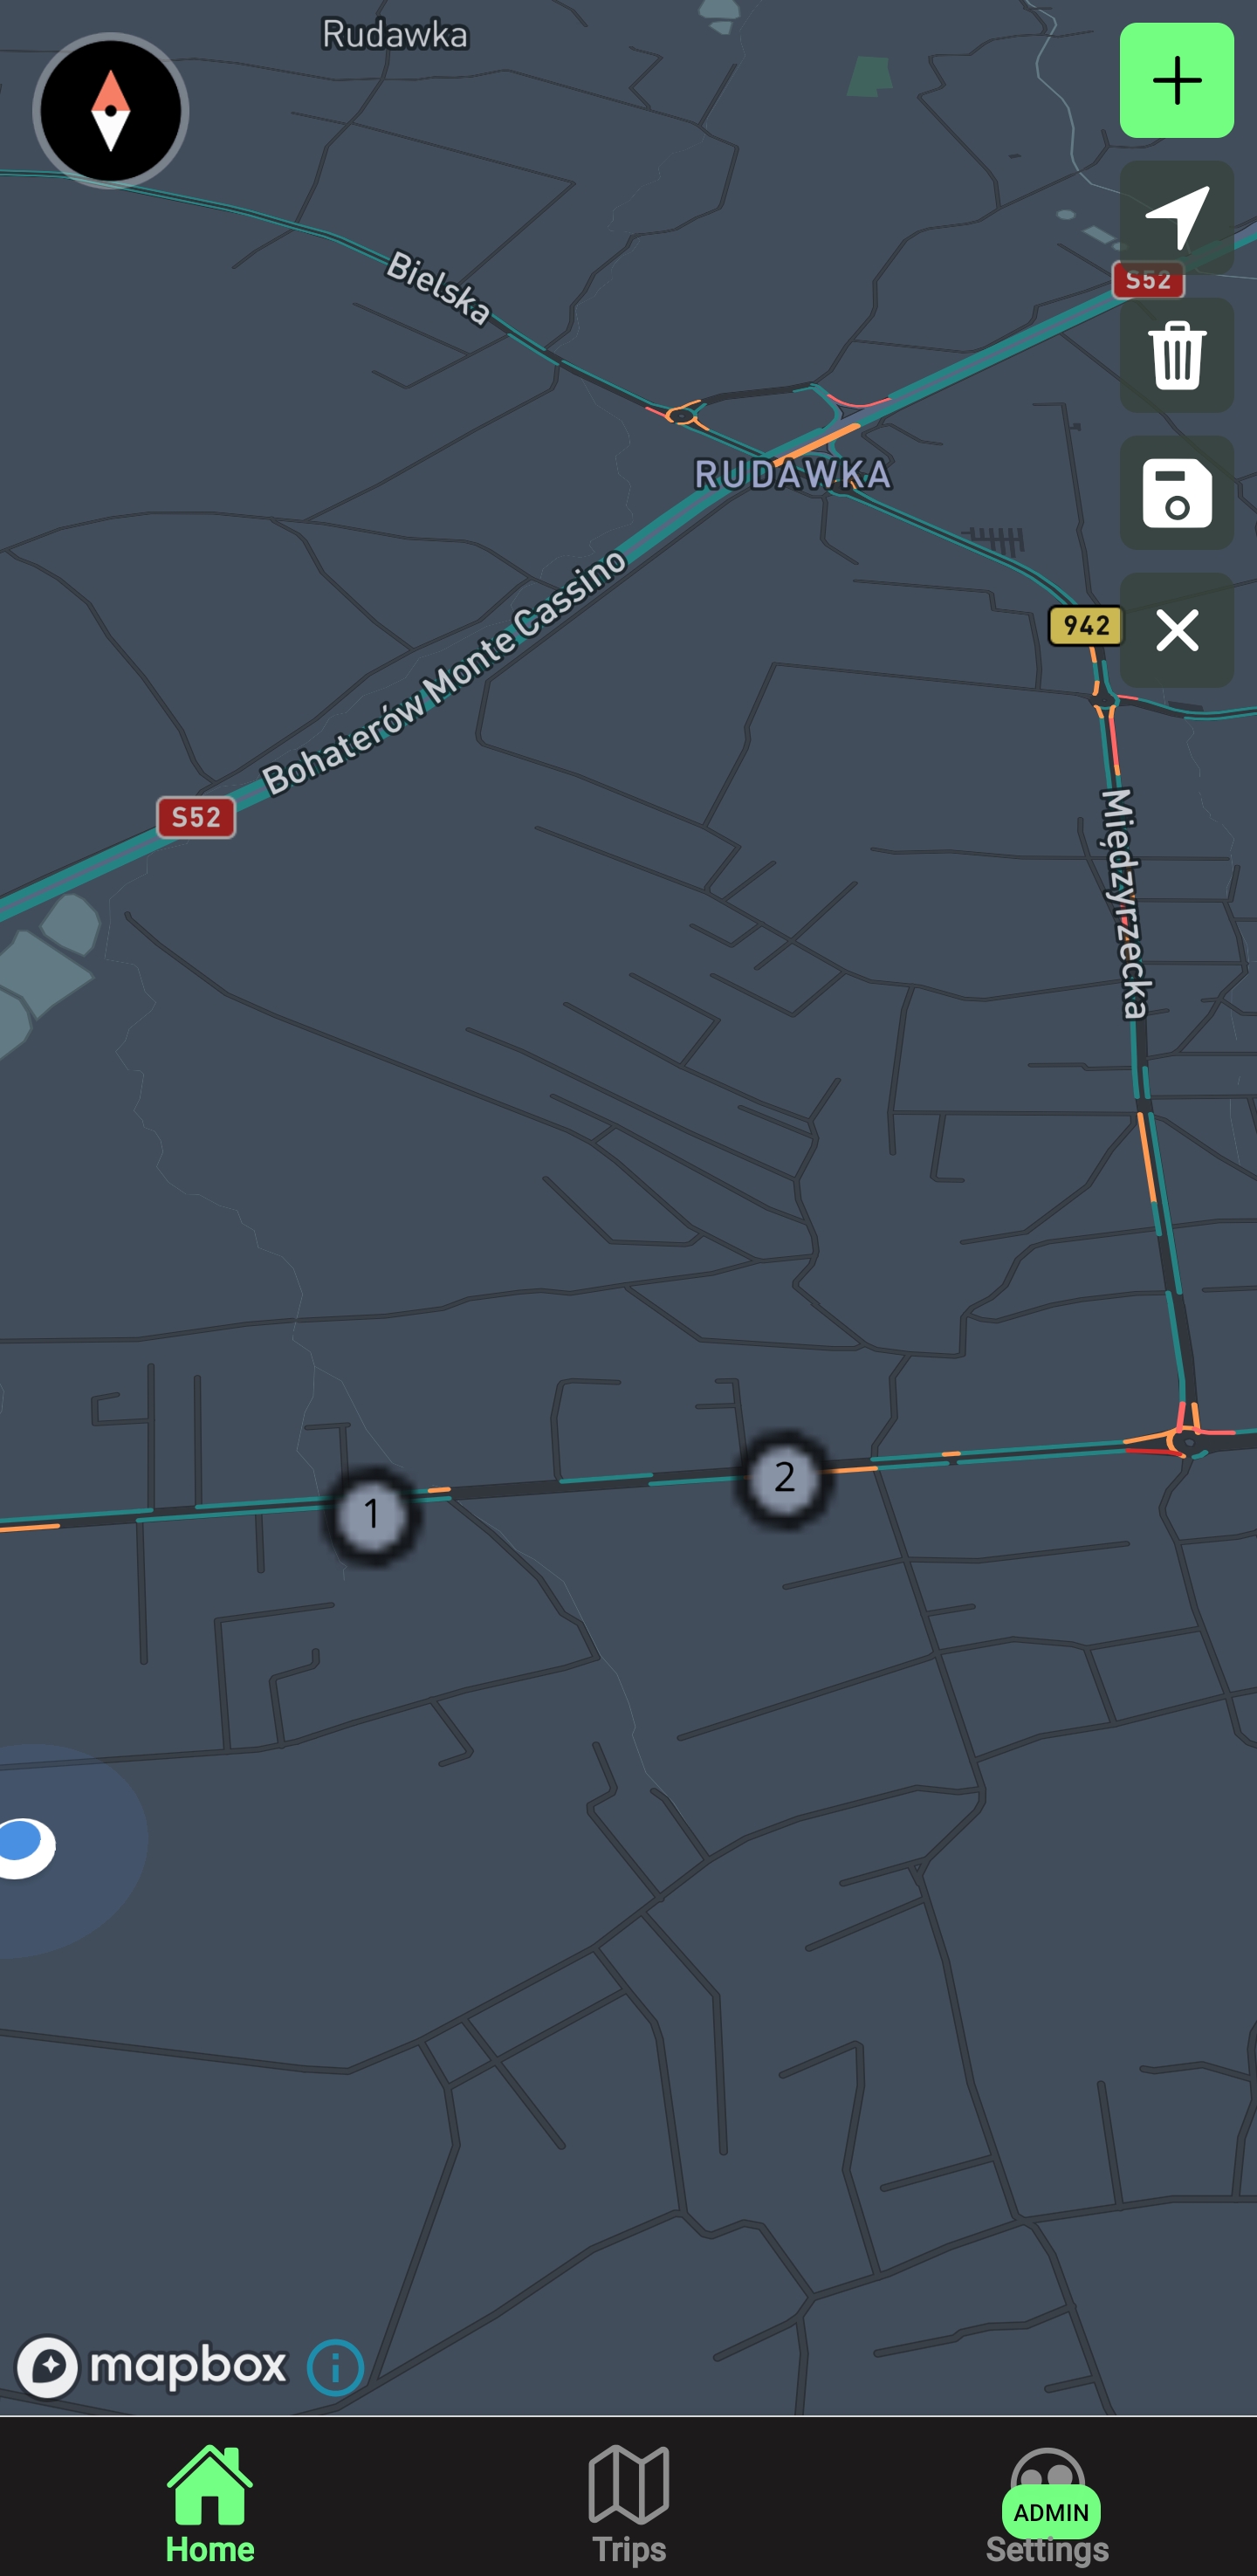 Rudawka
Bielska
S52
RUDAWKA
Bohaterów Monte Cassino
942
S52
Międzyrzecka
1
2
mapbox
i
Home
Trips
ADMIN
Settings